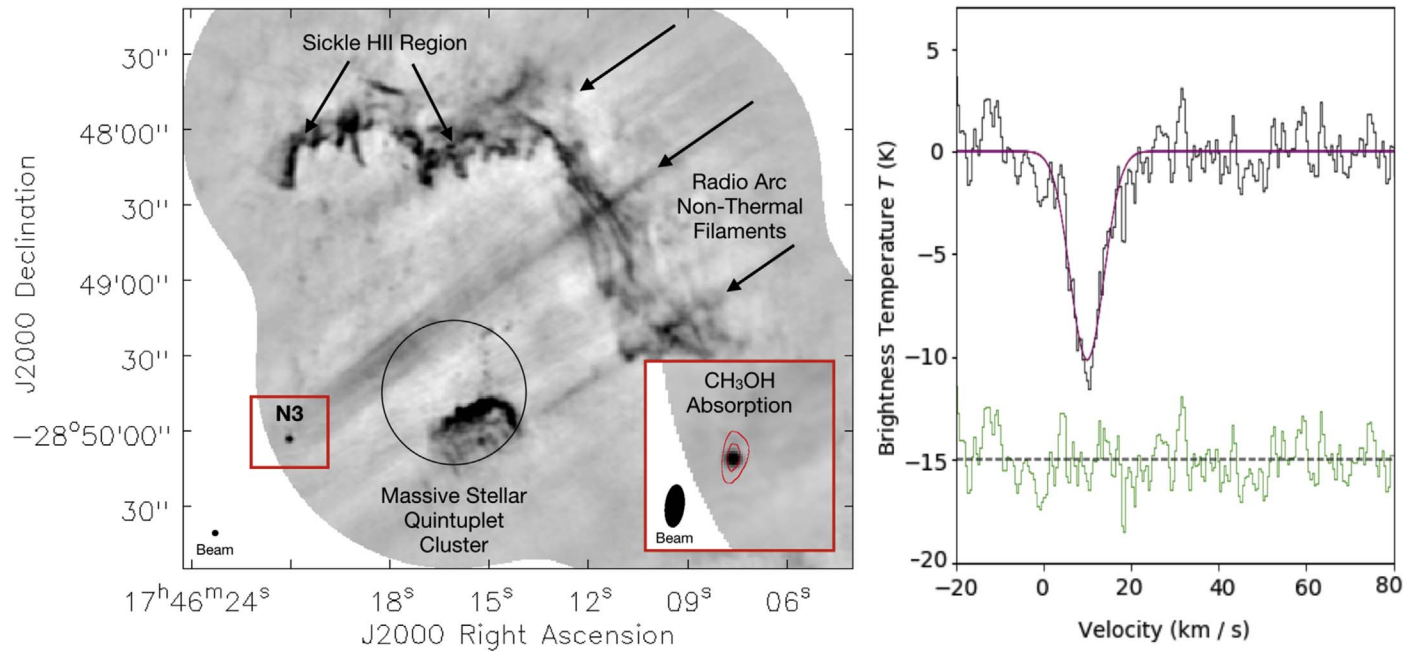 Sickle HII Region
30"
48'00"
30"
49'00"
30"
−28°50'00"
30"
J2000 Declination
Radio Arc
Non-Thermal
Filaments
N3
CH₃OH
Absorption
Beam
Massive Stellar
Quintuplet
Cluster
Beam
17ʰ46ᵐ24ˢ 18ˢ 15ˢ 12ˢ 09ˢ 06ˢ
J2000 Right Ascension
5
0
−5
−10
−15
−20
Brightness Temperature T (K)
−20 0 20 40 60 80
Velocity (km / s)